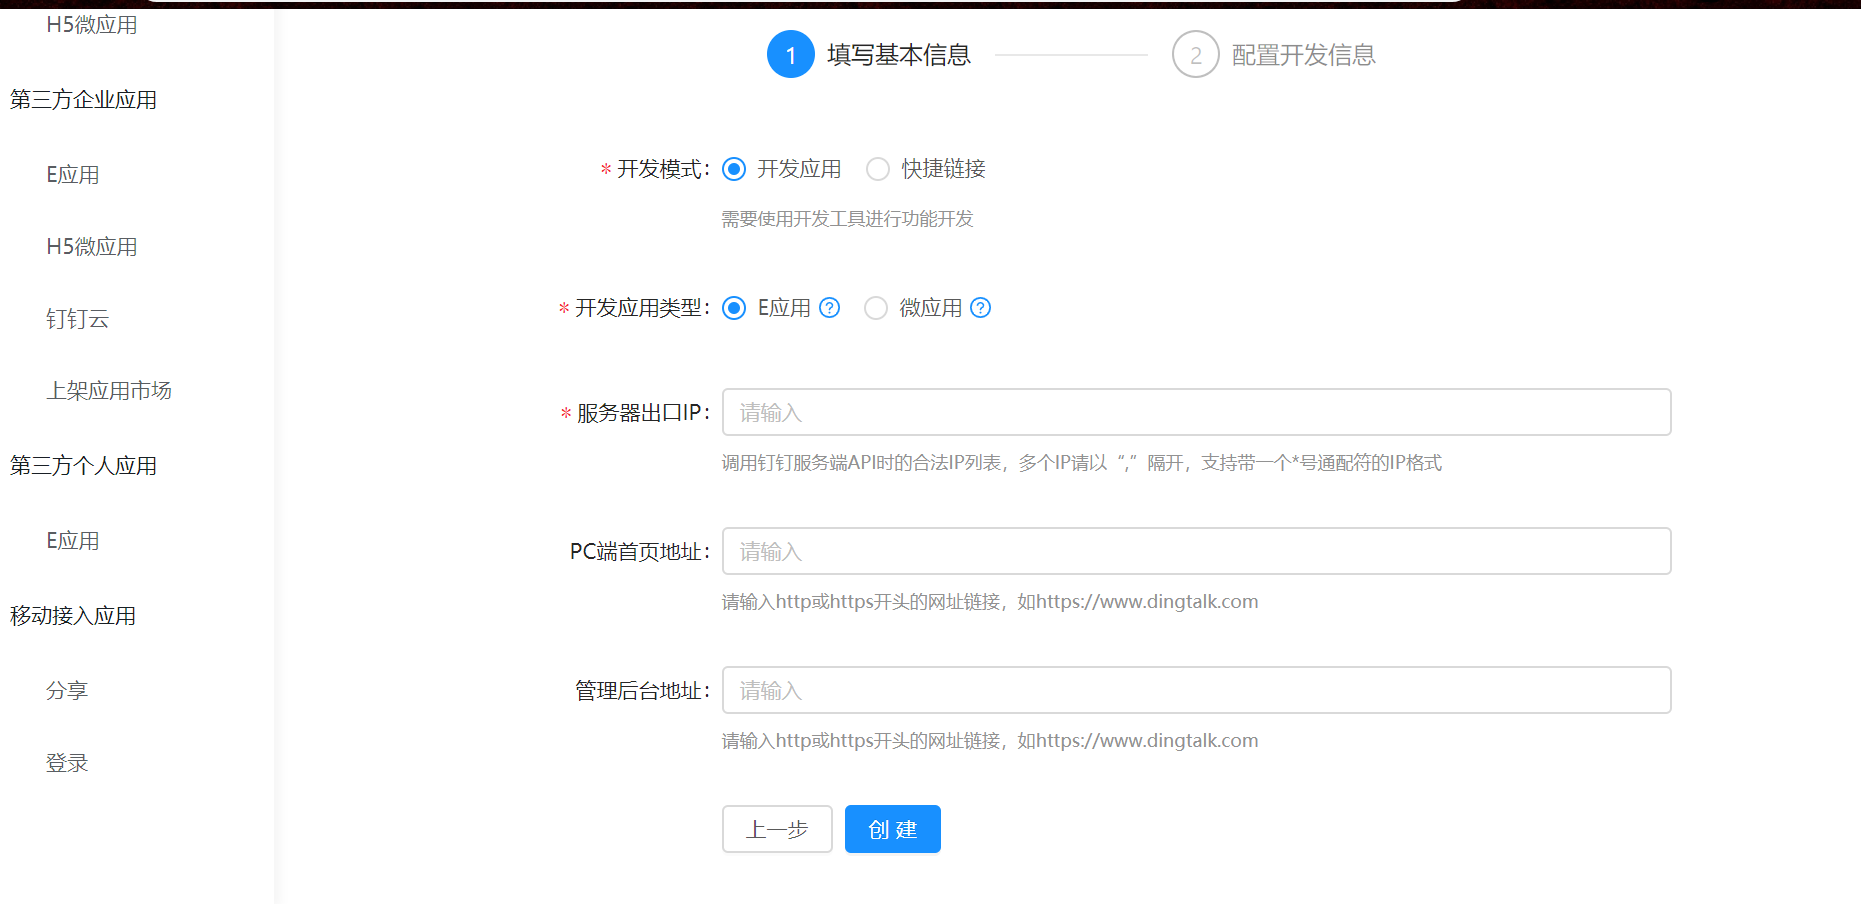 H5微应用
第三方企业应用
E应用
H5微应用
钉钉云
上架应用市场
第三方个人应用
E应用
移动接入应用
分享
登录
1 填写基本信息 2 配置开发信息
* 开发模式: 开发应用 快捷链接
需要使用开发工具进行功能开发
* 开发应用类型: E应用 ? 微应用 ?
* 服务器出口IP: 请输入
调用钉钉服务端API时的合法IP列表，多个IP请以“,”隔开，支持带一个*号通配符的IP格式
PC端首页地址: 请输入
请输入http或https开头的网址链接，如https://www.dingtalk.com
管理后台地址: 请输入
请输入http或https开头的网址链接，如https://www.dingtalk.com
上一步 创 建